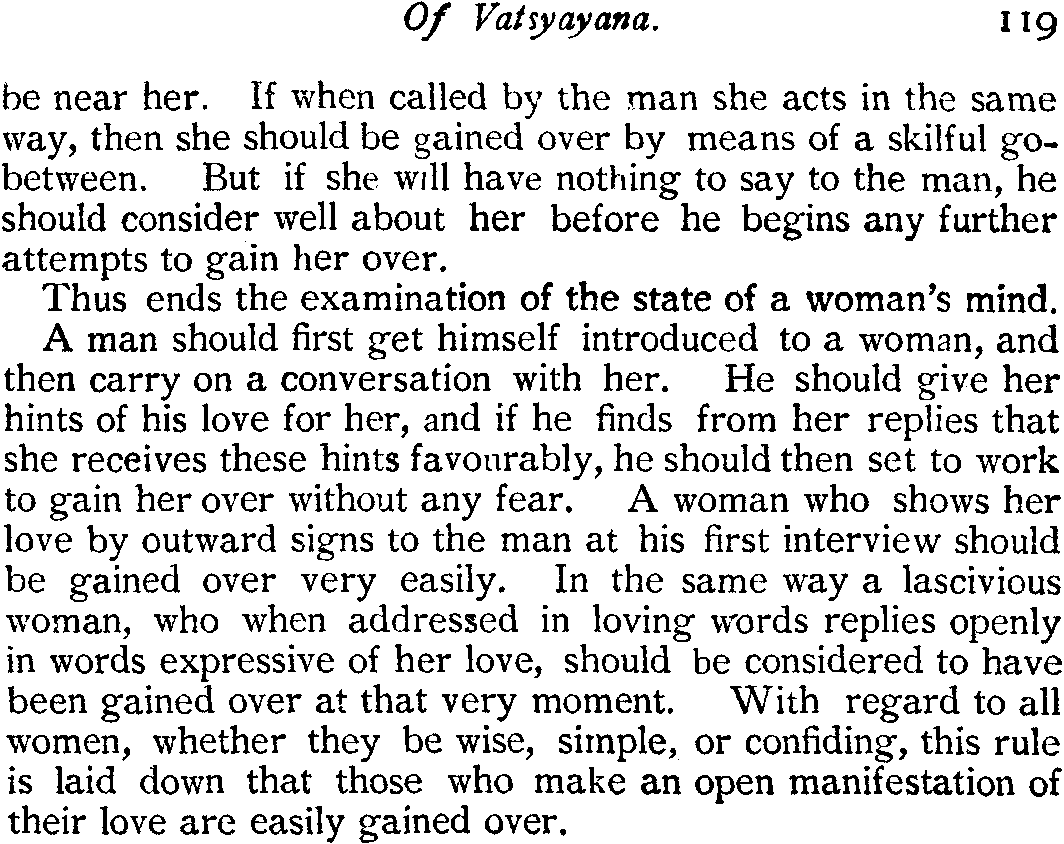 Of Vatsyayana. 119
be near her. If when called by the man she acts in the same
way, then she should be gained over by means of a skilful go-
between. But if she will have nothing to say to the man, he
should consider well about her before he begins any further
attempts to gain her over.
Thus ends the examination of the state of a woman's mind.
A man should first get himself introduced to a woman, and
then carry on a conversation with her. He should give her
hints of his love for her, and if he finds from her replies that
she receives these hints favourably, he should then set to work
to gain her over without any fear. A woman who shows her
love by outward signs to the man at his first interview should
be gained over very easily. In the same way a lascivious
woman, who when addressed in loving words replies openly
in words expressive of her love, should be considered to have
been gained over at that very moment. With regard to all
women, whether they be wise, simple, or confiding, this rule
is laid down that those who make an open manifestation of
their love are easily gained over.